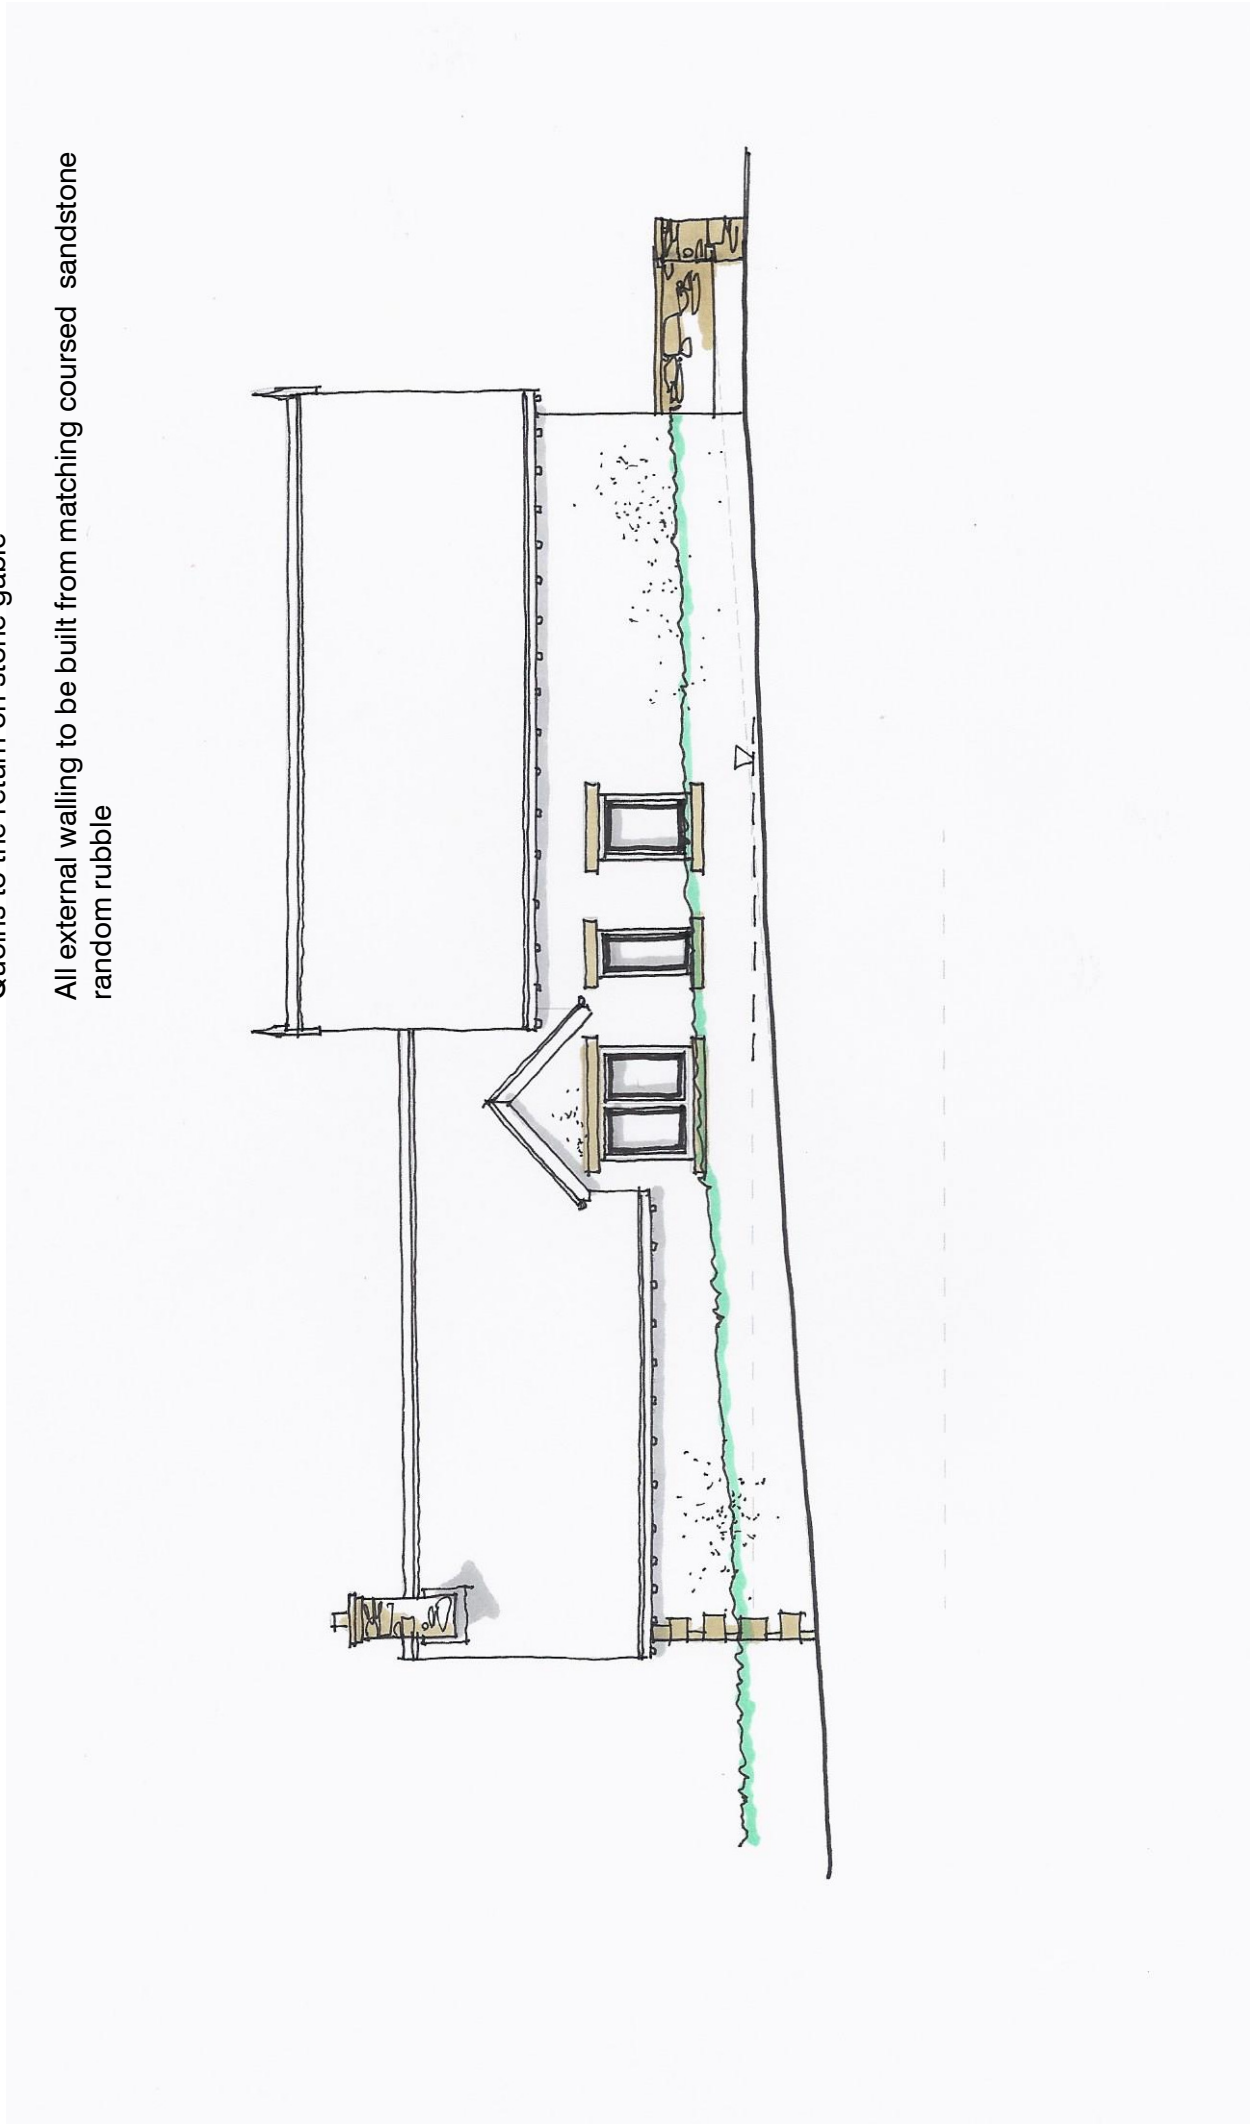 Quoins to the return on stone gable
All external walling to be built from matching coursed sandstone
random rubble